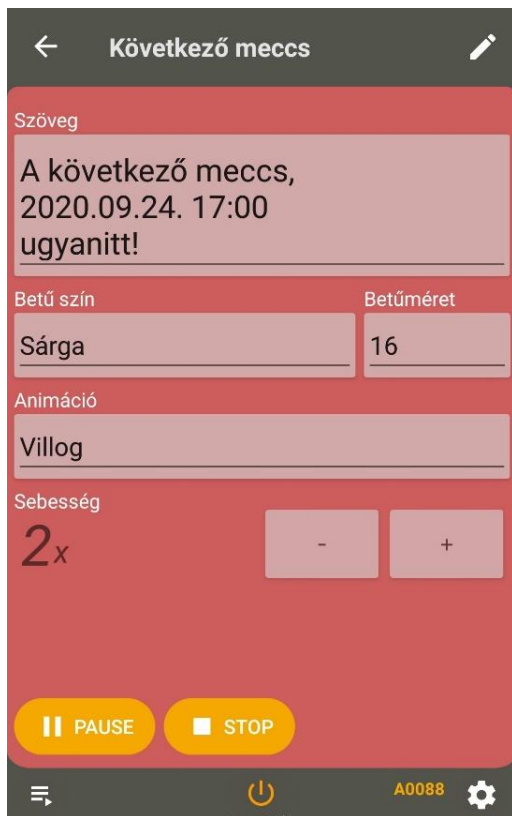 Következő meccs
Szöveg
A következő meccs,
2020.09.24. 17:00
ugyanitt!
Betű szín Betűméret
Sárga 16
Animáció
Villog
Sebesség
2x - +
PAUSE STOP
A0088